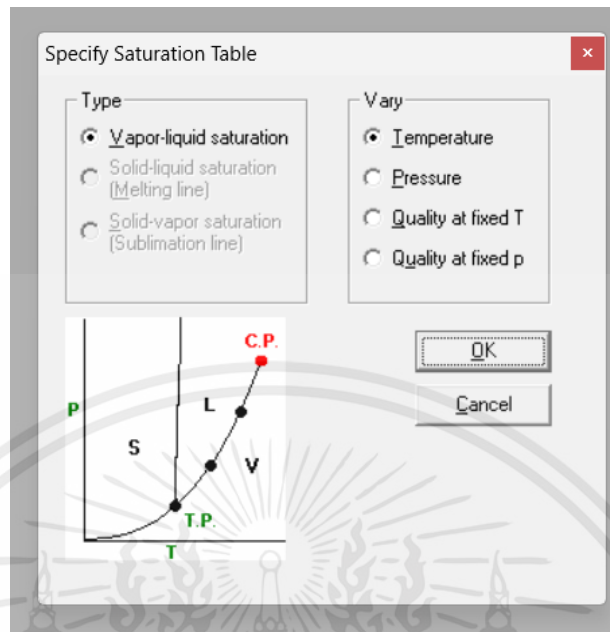 Specify Saturation Table
×
Type
Vapor-liquid saturation
Solid-liquid saturation
(Melting line)
Solid-vapor saturation
(Sublimation line)
Vary
Temperature
Pressure
Quality at fixed T
Quality at fixed p
OK
Cancel
C.P.
P
L
S
V
T.P.
T